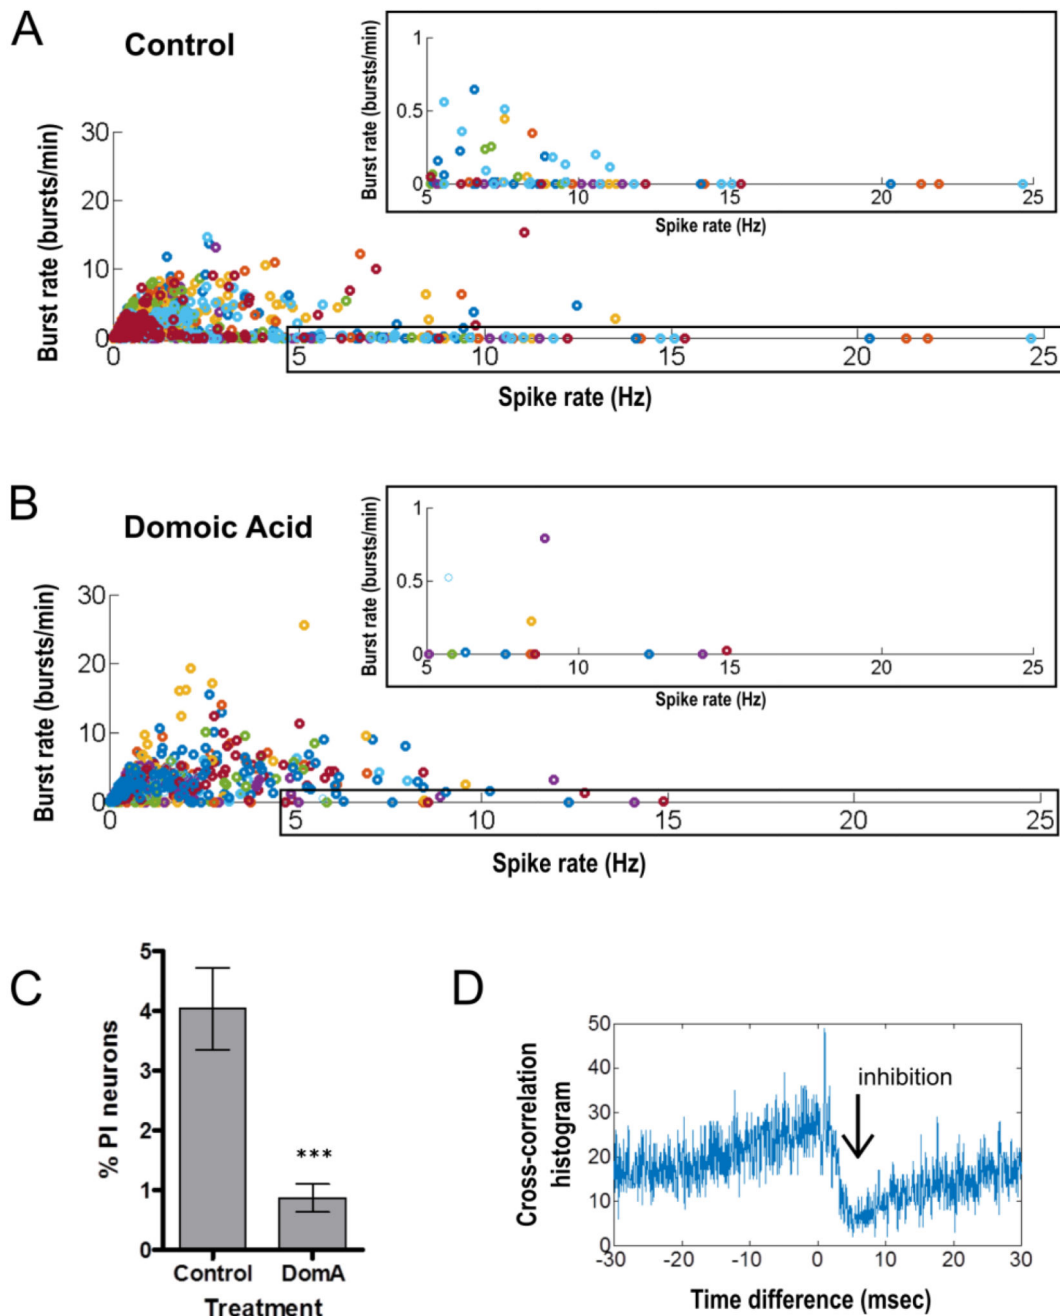 A
Control
Burst rate (bursts/min)
30
20
10
0
0
5
10
15
20
25
Spike rate (Hz)
Burst rate (bursts/min)
1
0.5
0
5
10
15
20
25
Spike rate (Hz)
B
Domoic Acid
Burst rate (bursts/min)
30
20
10
0
0
5
10
15
20
25
Spike rate (Hz)
Burst rate (bursts/min)
1
0.5
0
5
10
15
20
25
Spike rate (Hz)
C
% PI neurons
5
4
3
2
1
0
***
Control DomA
Treatment
D
Cross-correlation
histogram
50
40
30
20
10
0
inhibition
-30 -20 -10 0 10 20 30
Time difference (msec)